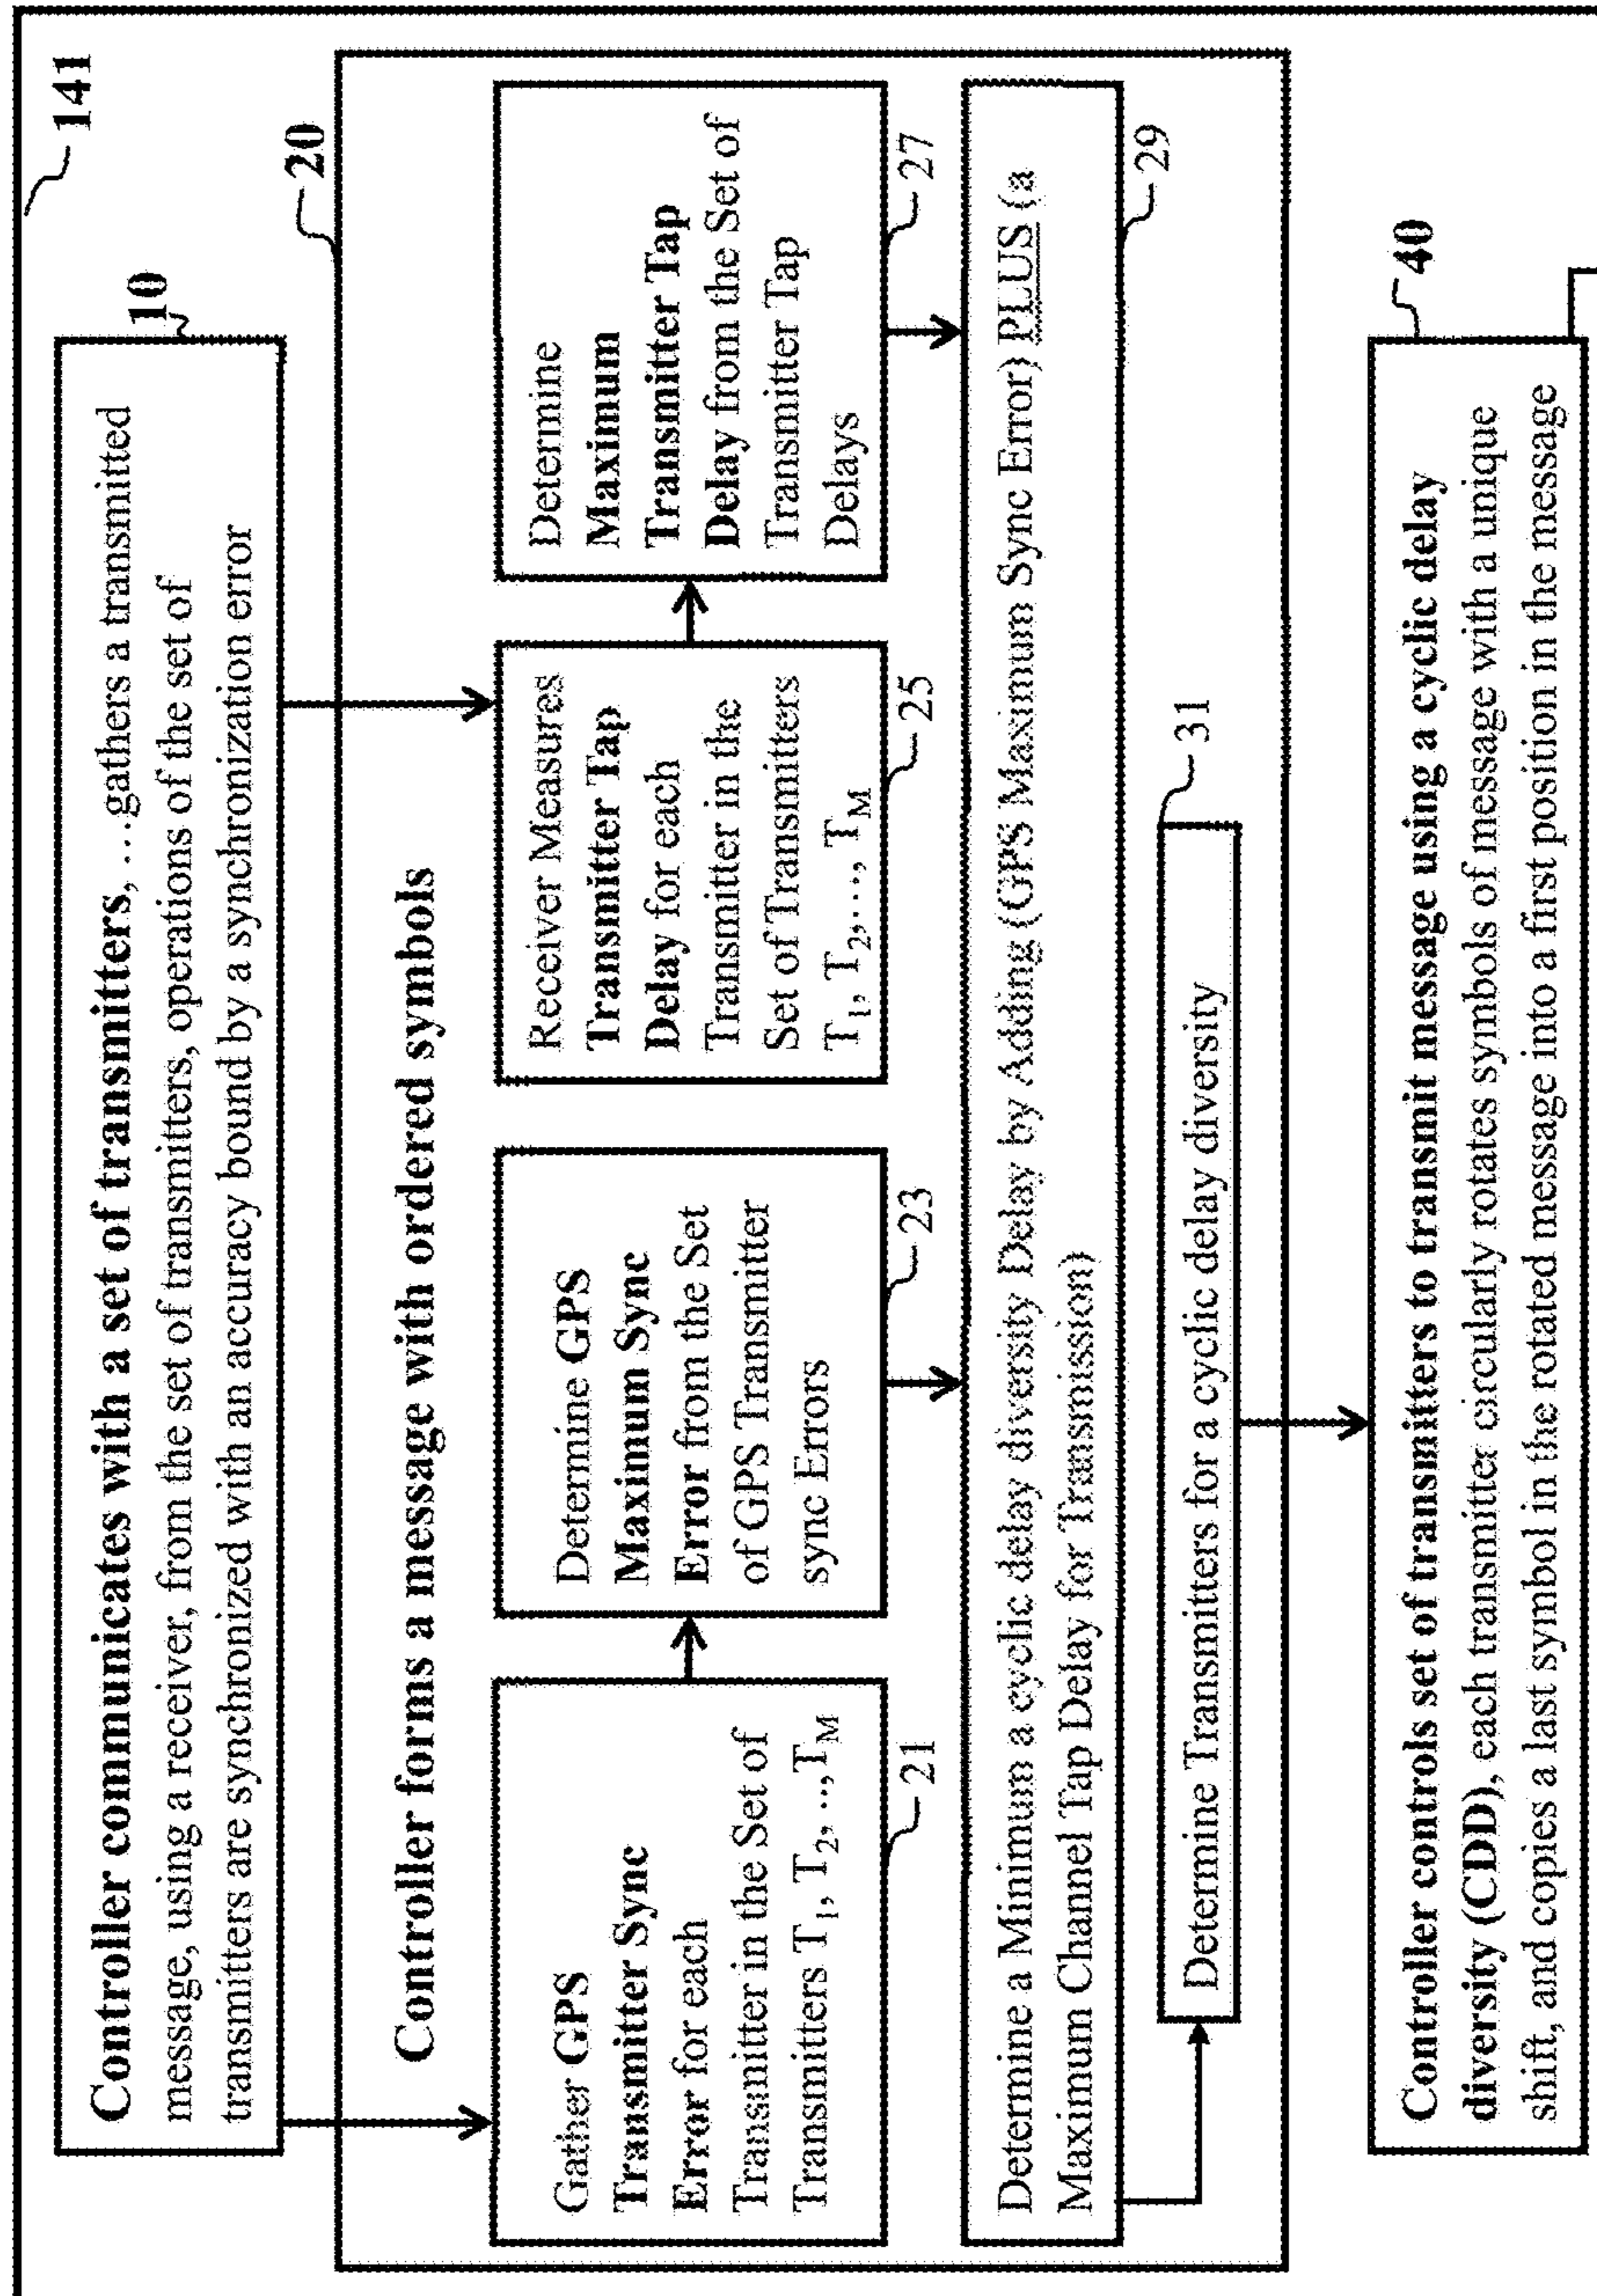 141
10
Controller communicates with a set of transmitters, …gathers a transmitted
message, using a receiver, from the set of transmitters, operations of the set of
transmitters are synchronized with an accuracy bound by a synchronization error
20
Controller forms a message with ordered symbols
Gather GPS
Transmitter Sync
Error for each
Transmitter in the Set of
Transmitters T1, T2, ..,TM
21
Determine GPS
Maximum Sync
Error from the Set
of GPS Transmitter
sync Errors
23
Receiver Measures
Transmitter Tap
Delay for each
Transmitter in the
Set of Transmitters
T1, T2,…, TM
25
Determine
Maximum
Transmitter Tap
Delay from the Set of
Transmitter Tap
Delays
27
Determine a Minimum a cyclic delay diversity Delay by Adding (GPS Maximum Sync Error) PLUS (a
Maximum Channel Tap Delay for Transmission)
29
Determine Transmitters for a cyclic delay diversity
31
40
Controller controls set of transmitters to transmit message using a cyclic delay
diversity (CDD), each transmitter circularly rotates symbols of message with a unique
shift, and copies a last symbol in the rotated message into a first position in the message